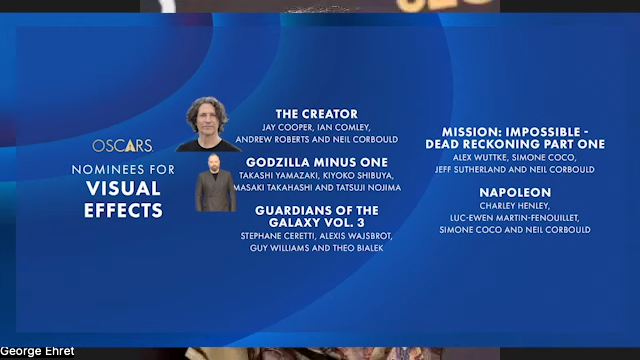 OSCARS
NOMINEES FOR
VISUAL
EFFECTS
THE CREATOR
JAY COOPER, IAN COMLEY,
ANDREW ROBERTS AND NEIL CORBOULD
GODZILLA MINUS ONE
TAKASHI YAMAZAKI, KIYOKO SHIBUYA,
MASAKI TAKAHASHI AND TATSUJI NOJIMA
GUARDIANS OF THE
GALAXY VOL. 3
STEPHANE CERETTI, ALEXIS WAJSBROT,
GUY WILLIAMS AND THEO BIALEK
MISSION: IMPOSSIBLE -
DEAD RECKONING PART ONE
ALEX WUTTKE, SIMONE COCO,
JEFF SUTHERLAND AND NEIL CORBOULD
NAPOLEON
CHARLEY HENLEY,
LUC-EWEN MARTIN-FENOUILLET,
SIMONE COCO AND NEIL CORBOULD
George Ehret